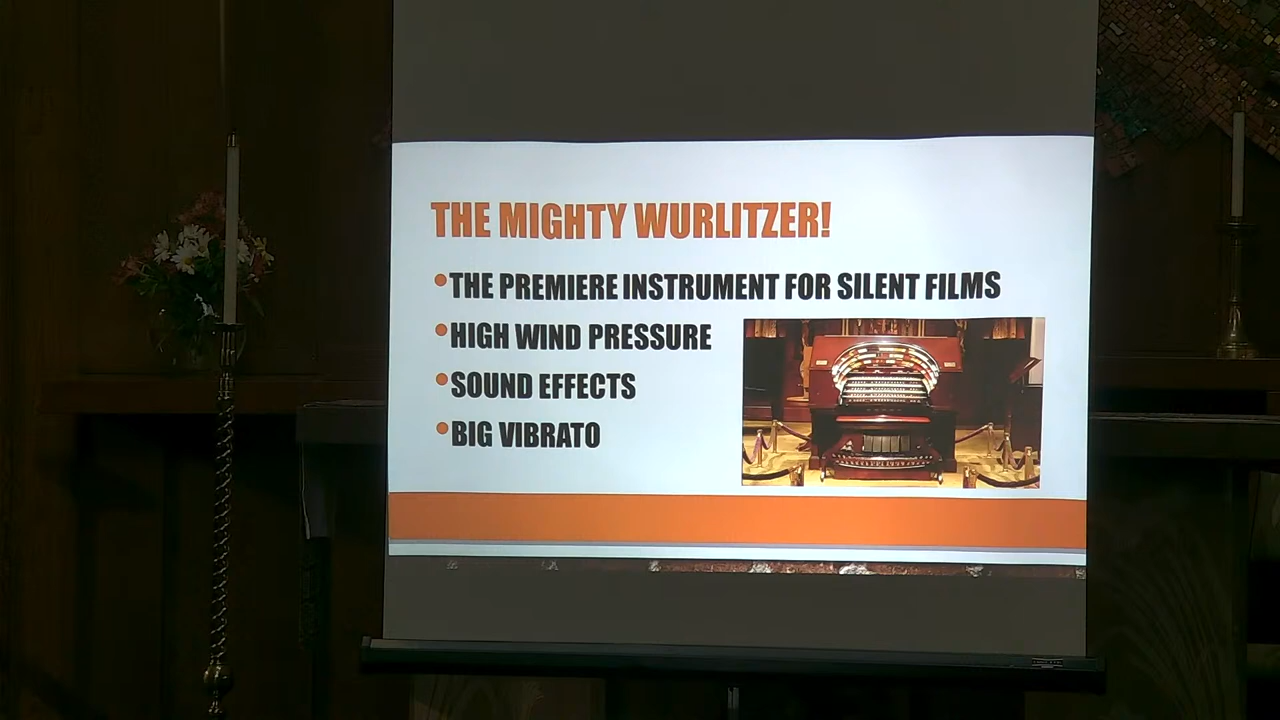 THE MIGHTY WURLITZER!
•THE PREMIERE INSTRUMENT FOR SILENT FILMS
•HIGH WIND PRESSURE
•SOUND EFFECTS
•BIG VIBRATO